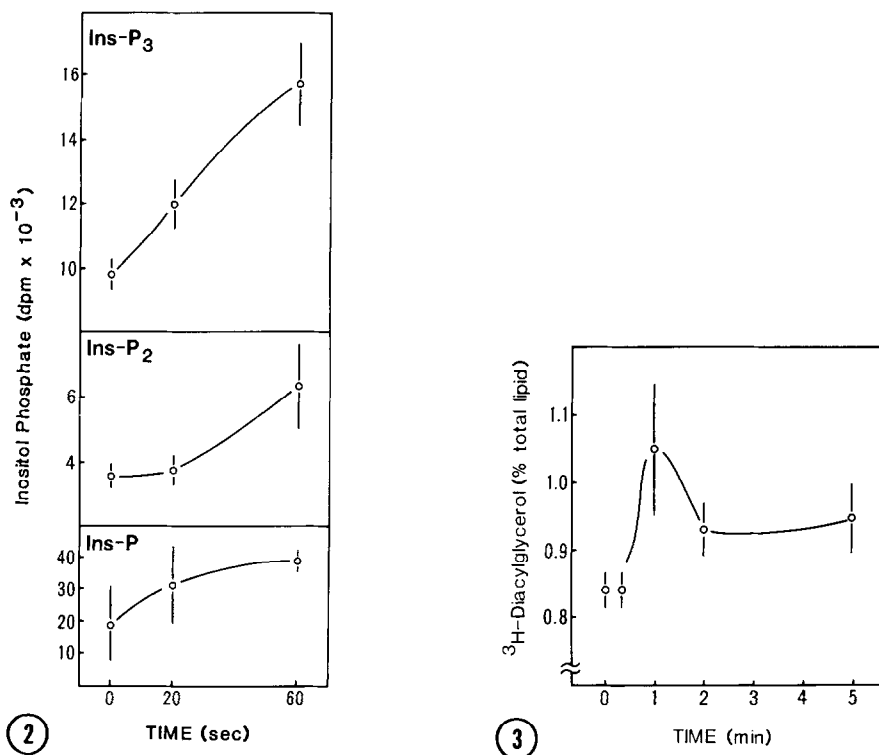 Ins-P₃
16
14
12
10
Ins-P₂
6
4
Ins-P
40
30
20
10
Inositol Phosphate (dpm x 10⁻³)
0 20 60
TIME (sec)
2
1.1
1.0
0.9
0.8
³H-Diacylglycerol (% total lipid)
0 1 2 3 4 5
TIME (min)
3